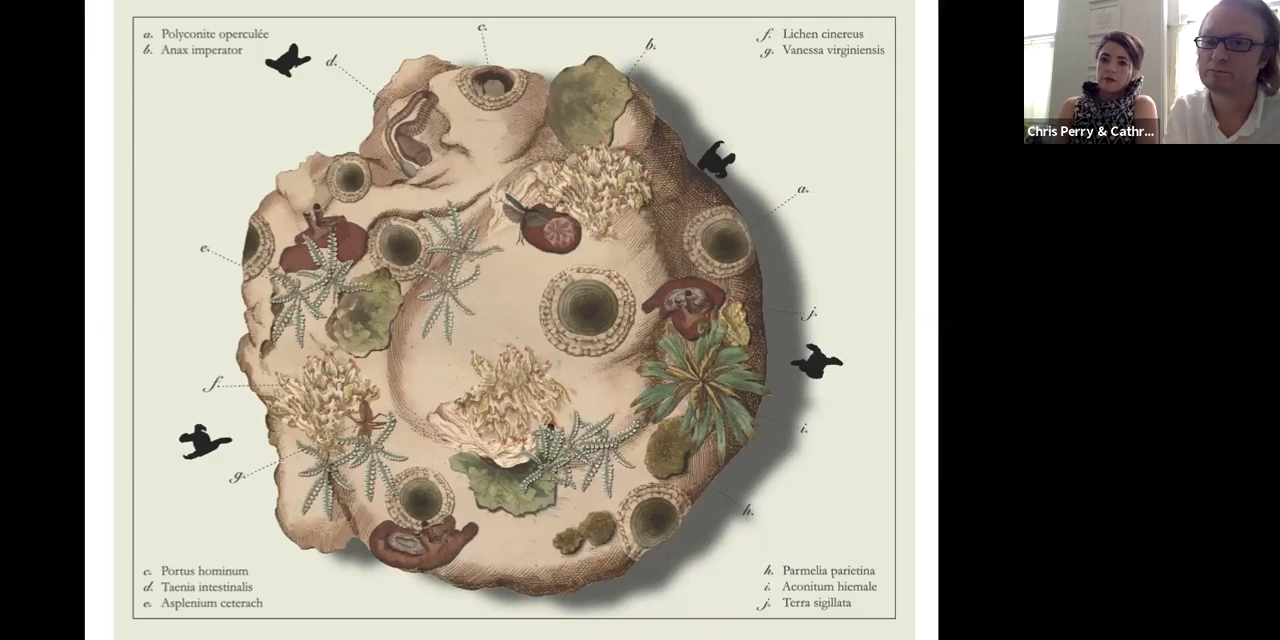 a. Polyconite operculée
b. Anax imperator
f. Lichen cinereus
g. Vanessa virginiensis
c.
b.
d.
a.
e.
j.
f.
i.
g.
h.
c. Portus hominum
d. Taenia intestinalis
e. Asplenium ceterach
h. Parmelia parietina
i. Aconitum hiemale
j. Terra sigillata
Chris Perry & Cathr...